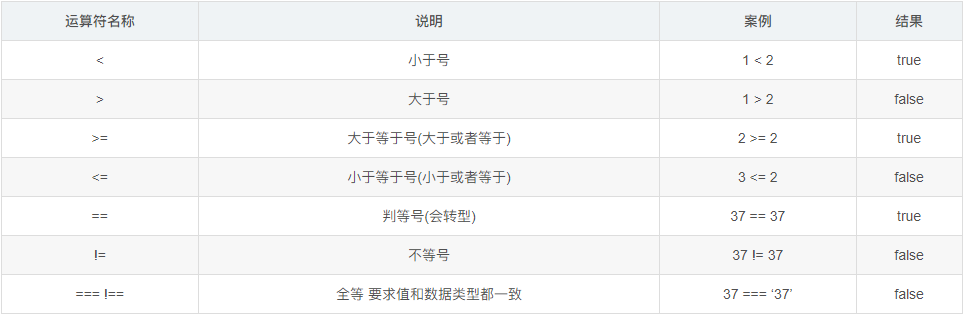 运算符名称 说明 案例 结果
< 小于号 1 < 2 true
> 大于号 1 > 2 false
>= 大于等于号(大于或者等于) 2 >= 2 true
<= 小于等于号(小于或者等于) 3 <= 2 false
== 判等号(会转型) 37 == 37 true
!= 不等号 37 != 37 false
=== !== 全等 要求值和数据类型都一致 37 === ‘37’ false